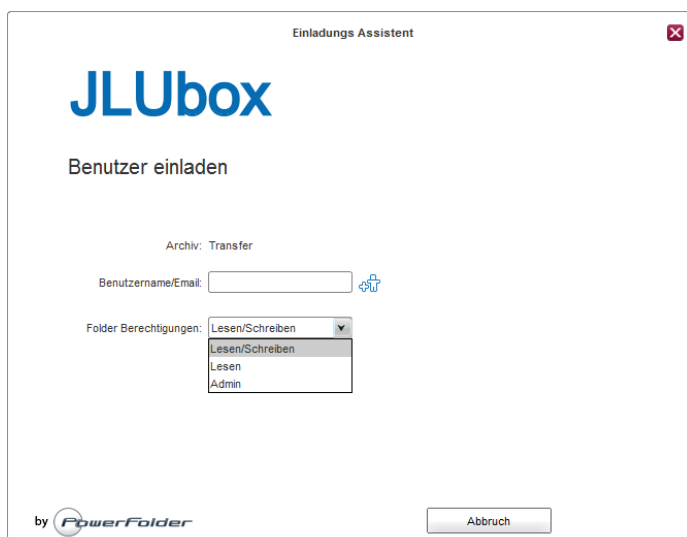 Einladungs Assistent
JLUbox
Benutzer einladen
Archiv: Transfer
Benutzername/Email:
Folder Berechtigungen: Lesen/Schreiben
Lesen/Schreiben
Lesen
Admin
by PowerFolder
Abbruch